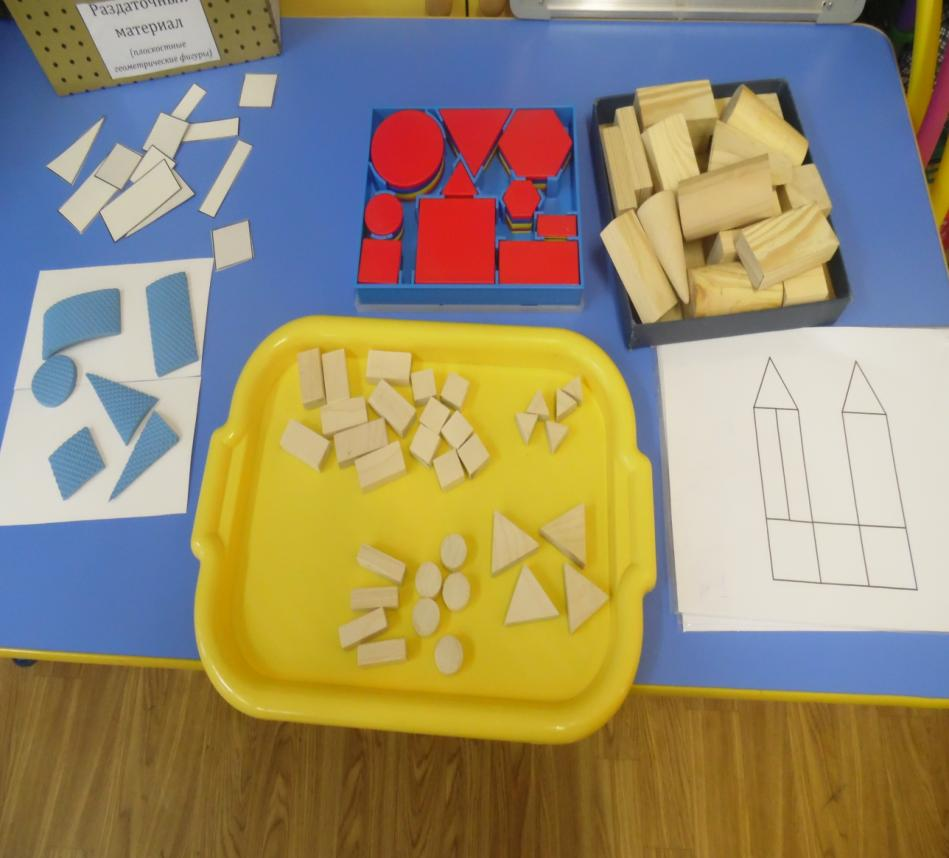 Раздаточный
материал
(плоскостные
геометрические фигуры)